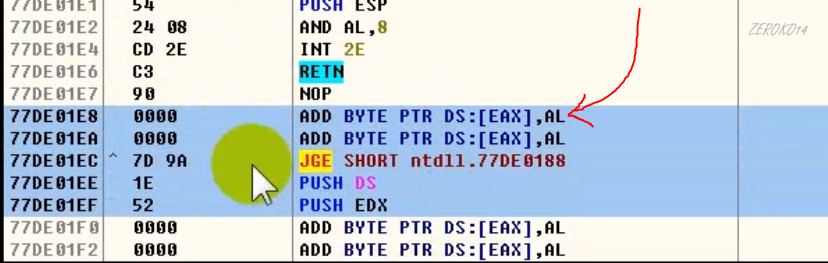 77DE01E1 54 PUSH ESP
77DE01E2 24 08 AND AL,8 ZEROKO14
77DE01E4 CD 2E INT 2E
77DE01E6 C3 RETN
77DE01E7 90 NOP
77DE01E8 0000 ADD BYTE PTR DS:[EAX],AL
77DE01EA 0000 ADD BYTE PTR DS:[EAX],AL
77DE01EC ^ 7D 9A JGE SHORT ntdll.77DE0188
77DE01EE 1E PUSH DS
77DE01EF 52 PUSH EDX
77DE01F0 0000 ADD BYTE PTR DS:[EAX],AL
77DE01F2 0000 ADD BYTE PTR DS:[EAX],AL